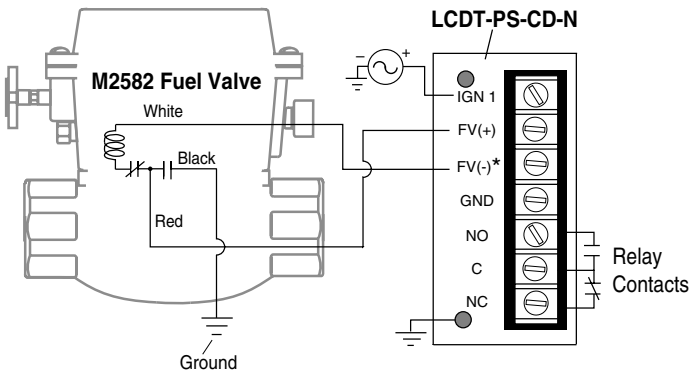 LCDT-PS-CD-N
M2582 Fuel Valve
White
Black
Red
Ground
– +
IGN 1
FV(+)
FV(-)*
GND
NO
C
NC
Relay
Contacts